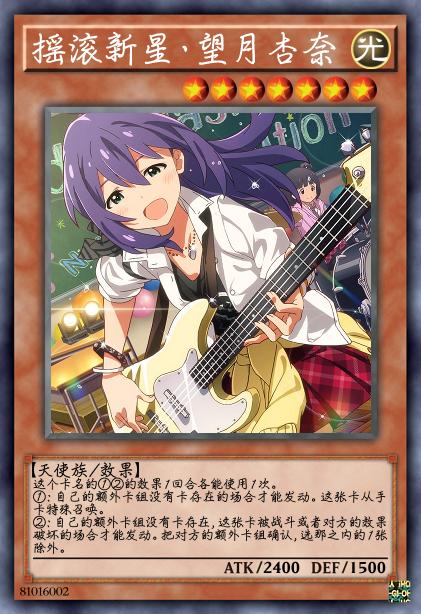 摇滚新星·望月杏奈
光
【天使族/效果】
这个卡名的①②的效果1回合各能使用1次。
①：自己的额外卡组没有卡存在的场合才能发动。这张卡从手
卡特殊召唤。
②：自己的额外卡组没有卡存在，这张卡被战斗或者对方的效果
破坏的场合才能发动。把对方的额外卡组确认，选那之内的1张
除外。
ATK/2400 DEF/1500
81016002